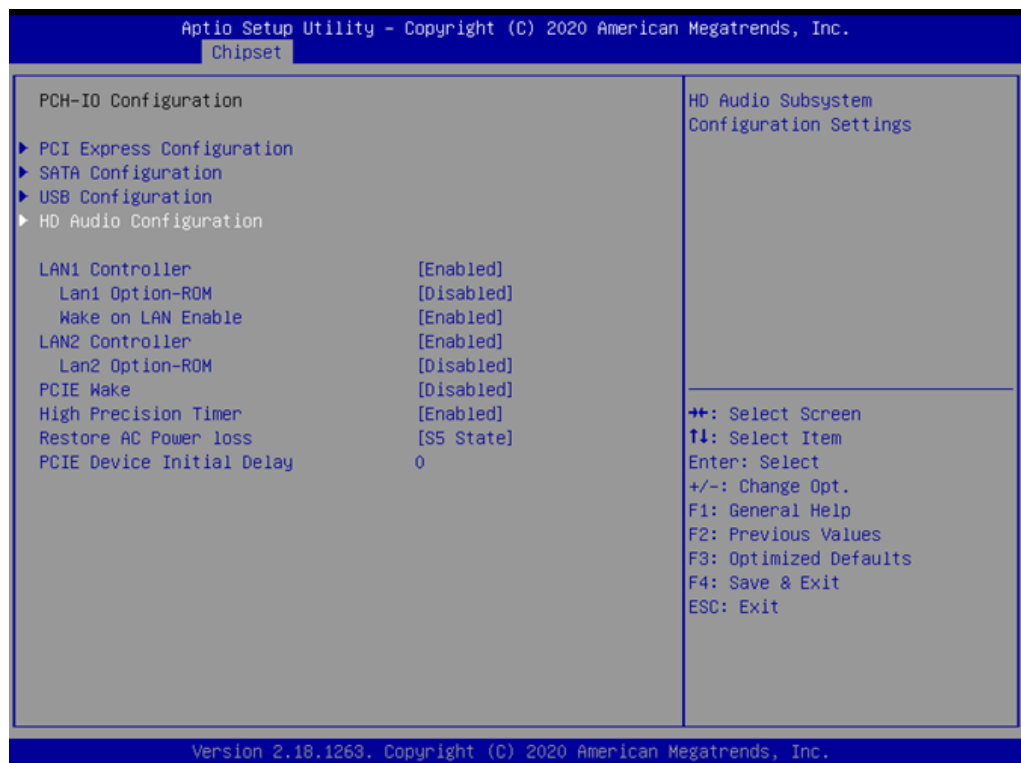 Aptio Setup Utility – Copyright (C) 2020 American Megatrends, Inc.
Chipset
PCH-IO Configuration
▶ PCI Express Configuration
▶ SATA Configuration
▶ USB Configuration
▶ HD Audio Configuration
LAN1 Controller [Enabled]
Lan1 Option-ROM [Disabled]
Wake on LAN Enable [Enabled]
LAN2 Controller [Enabled]
Lan2 Option-ROM [Disabled]
PCIE Wake [Disabled]
High Precision Timer [Enabled]
Restore AC Power loss [S5 State]
PCIE Device Initial Delay 0
HD Audio Subsystem
Configuration Settings
→←: Select Screen
↑↓: Select Item
Enter: Select
+/-: Change Opt.
F1: General Help
F2: Previous Values
F3: Optimized Defaults
F4: Save & Exit
ESC: Exit
Version 2.18.1263. Copyright (C) 2020 American Megatrends, Inc.